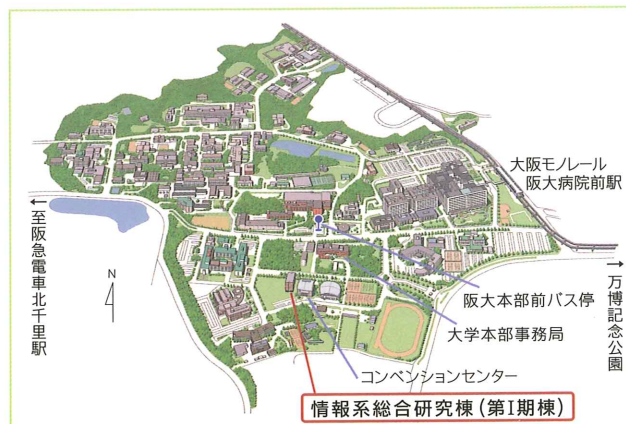 大阪モノレール
阪大病院前駅
←至阪急電車北千里駅
N
→万博記念公園
阪大本部前バス停
大学本部事務局
コンベンションセンター
情報系総合研究棟(第Ⅰ期棟)